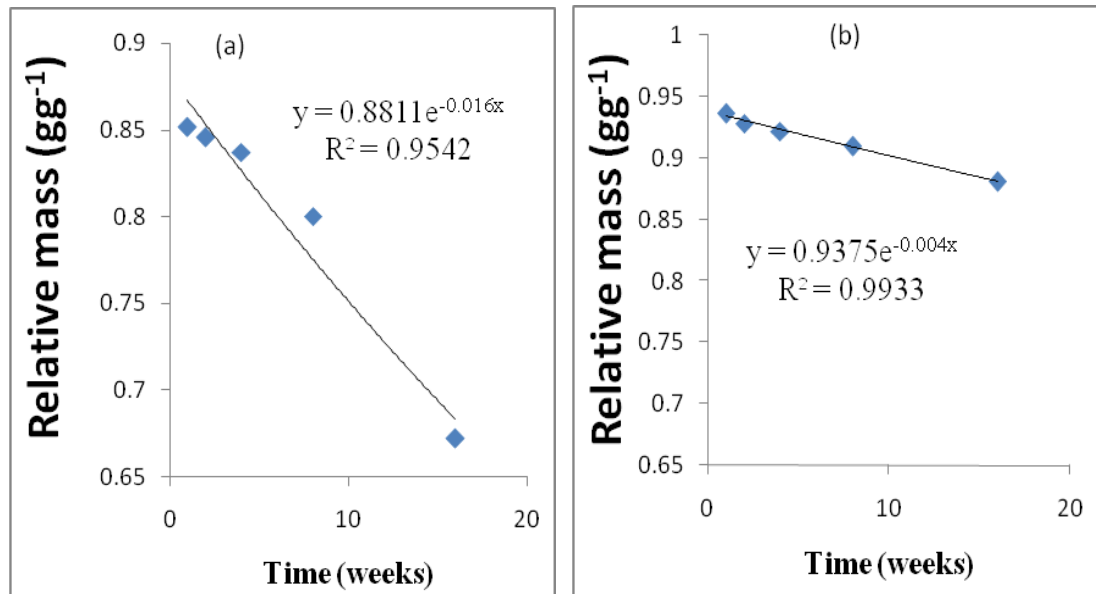 (a)
Relative mass (gg⁻¹)
0.9
0.85
0.8
0.75
0.7
0.65
y = 0.8811e^-0.016x
R² = 0.9542
0
10
20
Time (weeks)
(b)
Relative mass (gg⁻¹)
1
0.95
0.9
0.85
0.8
0.75
0.7
0.65
y = 0.9375e^-0.004x
R² = 0.9933
0
10
20
Time (weeks)